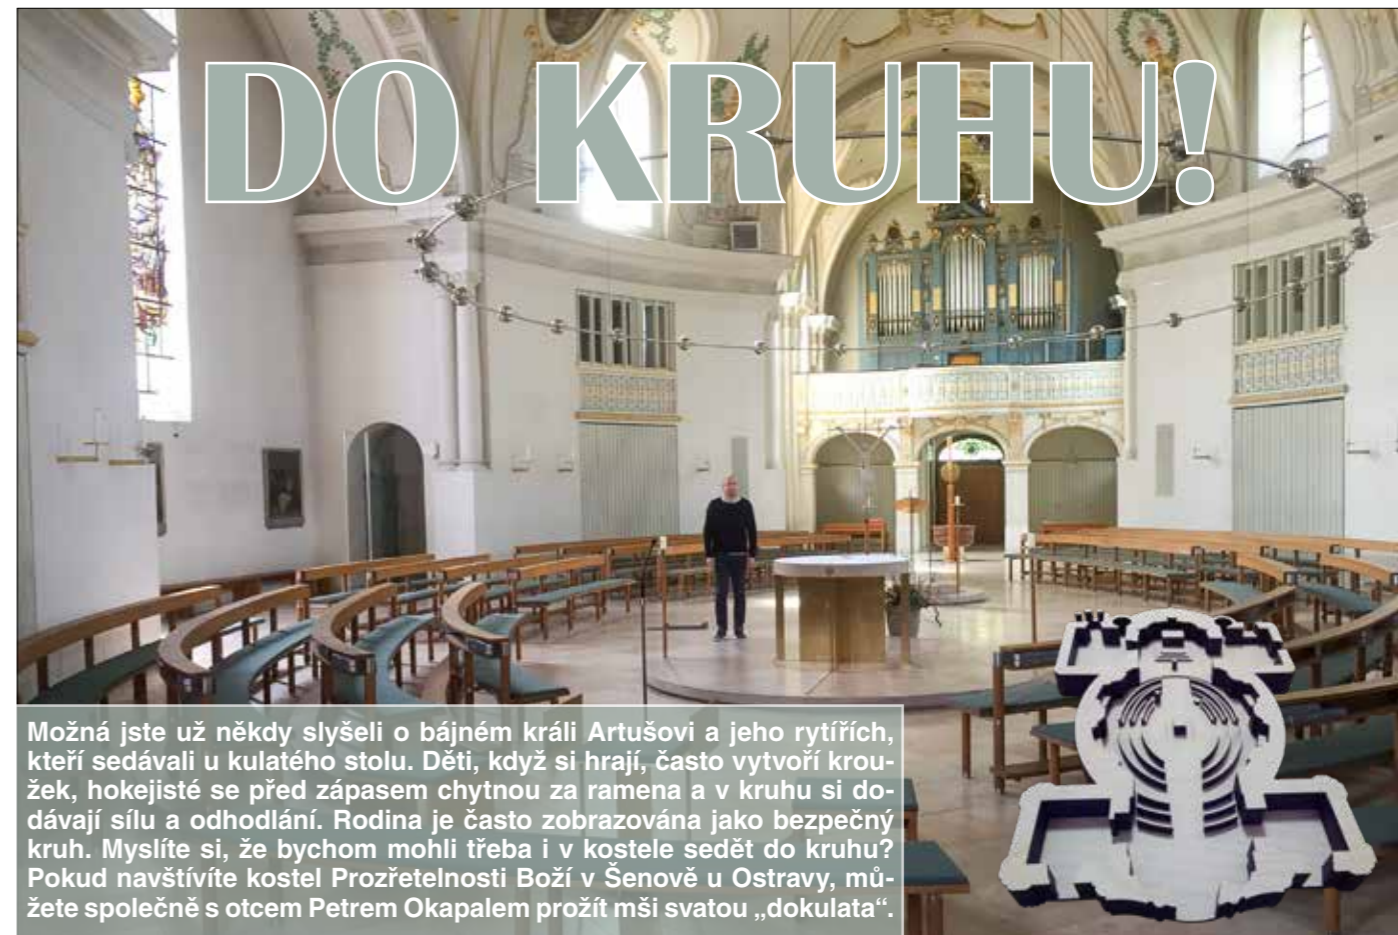 DO KRUHU!
Možná jste už někdy slyšeli o bájném králi Artušovi a jeho rytířích,
kteří sedávali u kulatého stolu. Děti, když si hrají, často vytvoří krou-
žek, hokejisté se před zápasem chytnou za ramena a v kruhu si do-
dávají sílu a odhodlání. Rodina je často zobrazována jako bezpečný
kruh. Myslíte si, že bychom mohli třeba i v kostele sedět do kruhu?
Pokud navštívíte kostel Prozřetelnosti Boží v Šenově u Ostravy, mů-
žete společně s otcem Petrem Okapalem prožít mši svatou „dokulata“.